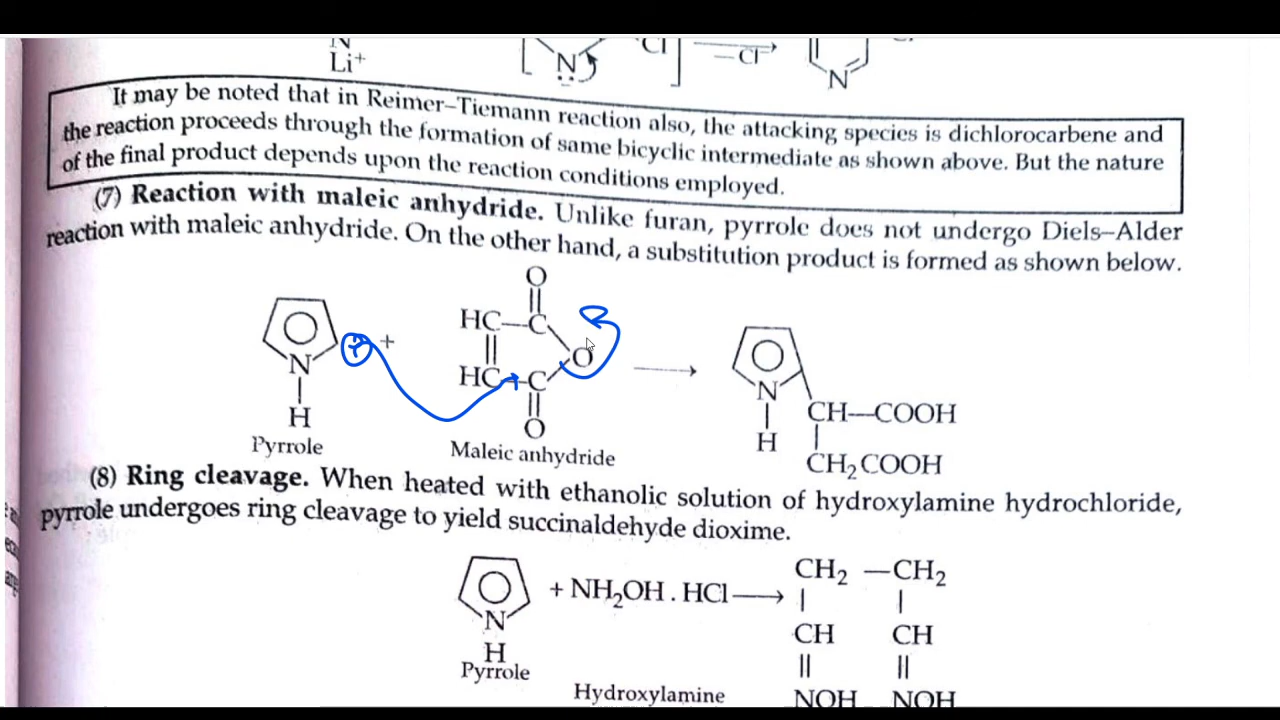 N
Li⁺
N
Cl
—Cl⁻
N
It may be noted that in Reimer–Tiemann reaction also, the attacking species is dichlorocarbene and
the reaction proceeds through the formation of same bicyclic intermediate as shown above. But the nature
of the final product depends upon the reaction conditions employed.
(7) Reaction with maleic anhydride. Unlike furan, pyrrole does not undergo Diels–Alder
reaction with maleic anhydride. On the other hand, a substitution product is formed as shown below.
O
HC—C
N
+
O
HC—C
H
O
N
CH—COOH
H
CH₂COOH
Pyrrole
Maleic anhydride
(8) Ring cleavage. When heated with ethanolic solution of hydroxylamine hydrochloride,
pyrrole undergoes ring cleavage to yield succinaldehyde dioxime.
CH₂ —CH₂
N
+ NH₂OH . HCl
CH CH
H
Pyrrole
Hydroxylamine
NOH NOH